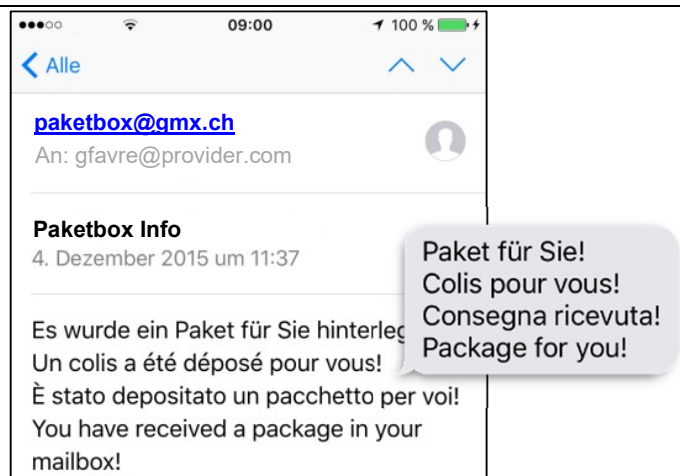 09:00
100 %
Alle
paketbox@gmx.ch
An: gfavre@provider.com
Paketbox Info
4. Dezember 2015 um 11:37
Es wurde ein Paket für Sie hinterleg
Un colis a été déposé pour vous!
È stato depositato un pacchetto per voi!
You have received a package in your
mailbox!
Paket für Sie!
Colis pour vous!
Consegna ricevuta!
Package for you!